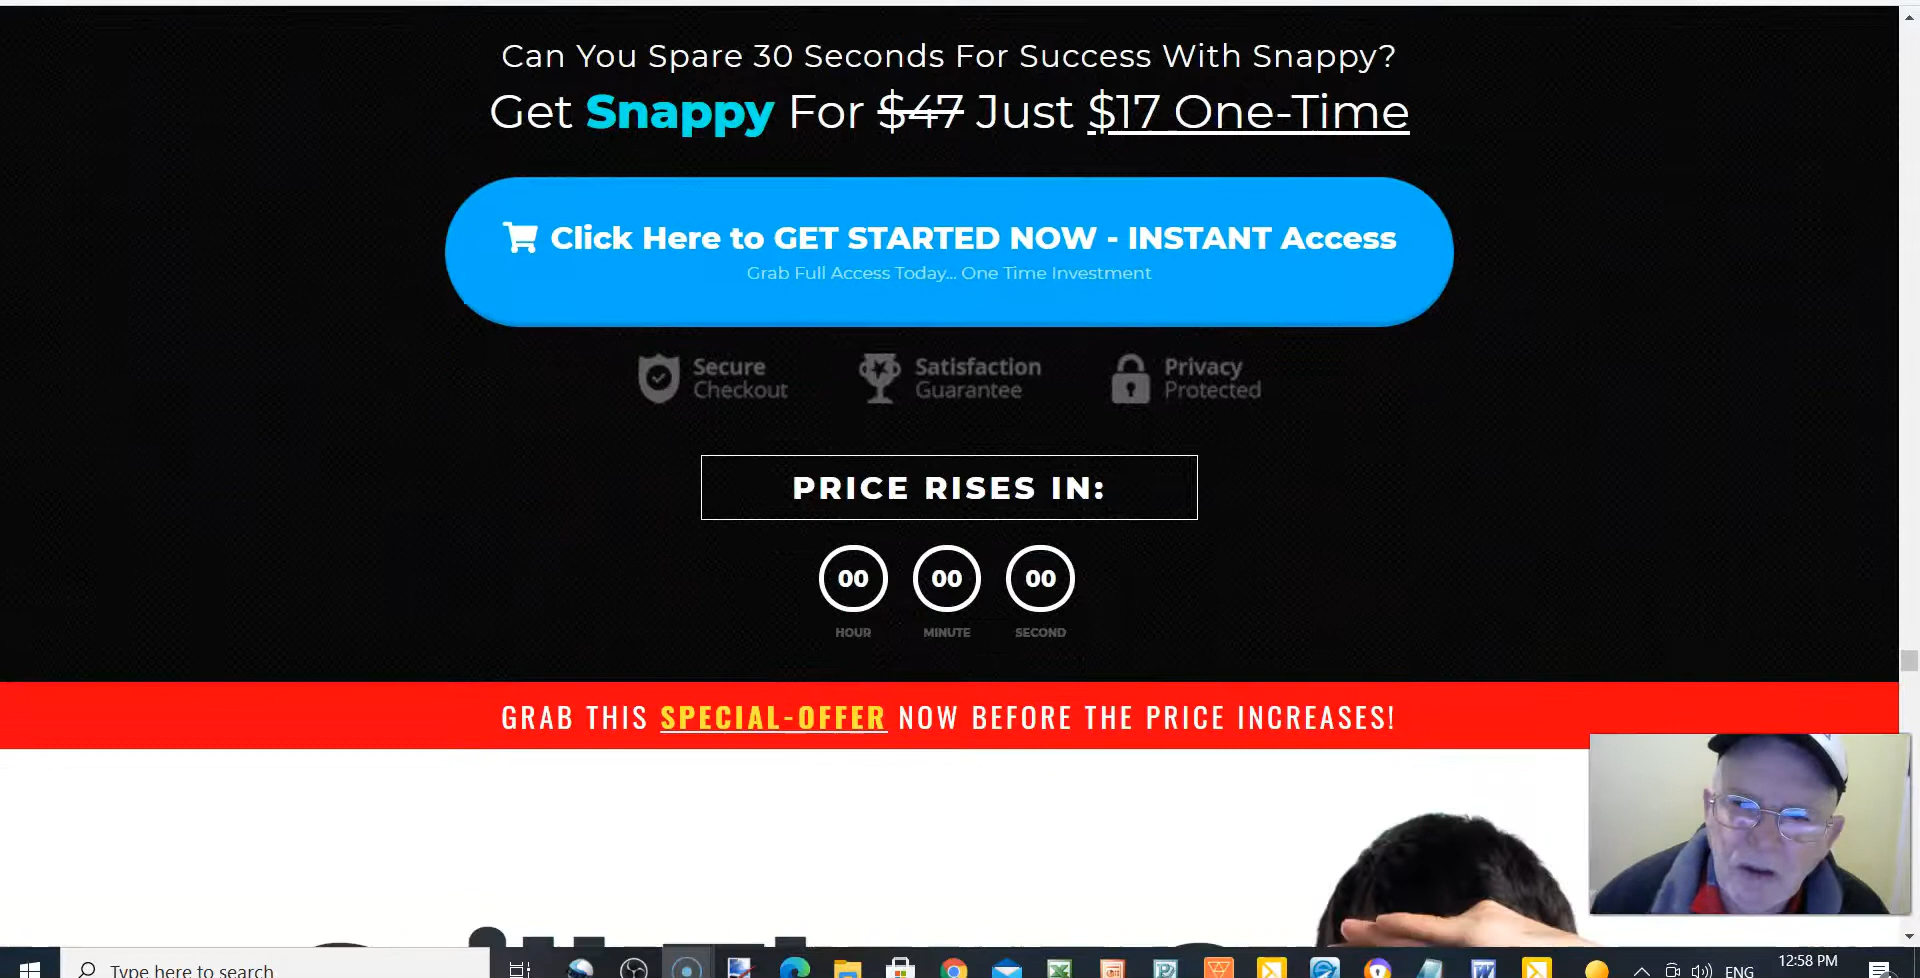 Can You Spare 30 Seconds For Success With Snappy?
Get Snappy For $47 Just $17 One-Time
Click Here to GET STARTED NOW - INSTANT Access
Grab Full Access Today... One Time Investment
Secure Checkout
Satisfaction Guarantee
Privacy Protected
PRICE RISES IN:
00 00 00
HOUR MINUTE SECOND
GRAB THIS SPECIAL-OFFER NOW BEFORE THE PRICE INCREASES!
Type here to search
ENG
12:58 PM